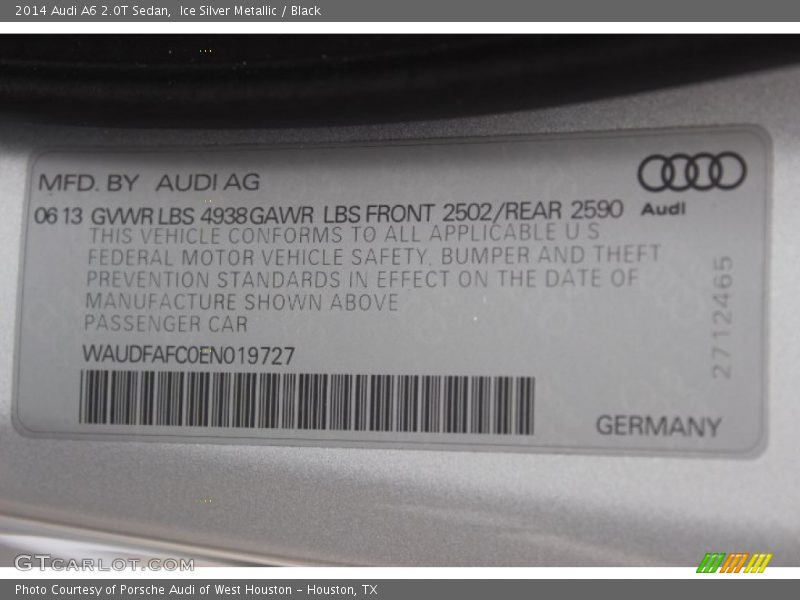 2014 Audi A6 2.0T Sedan,  Ice Silver Metallic / Black
MFD. BY  AUDI AG
0613 GVWR LBS 4938 GAWR LBS FRONT 2502/REAR 2590
Audi
THIS VEHICLE CONFORMS TO ALL APPLICABLE U S
FEDERAL MOTOR VEHICLE SAFETY, BUMPER AND THEFT
PREVENTION STANDARDS IN EFFECT ON THE DATE OF
MANUFACTURE SHOWN ABOVE
PASSENGER CAR
WAUDFAFC0EN019727
2712465
GERMANY
GTCARLOT.COM
Photo Courtesy of Porsche Audi of West Houston - Houston, TX